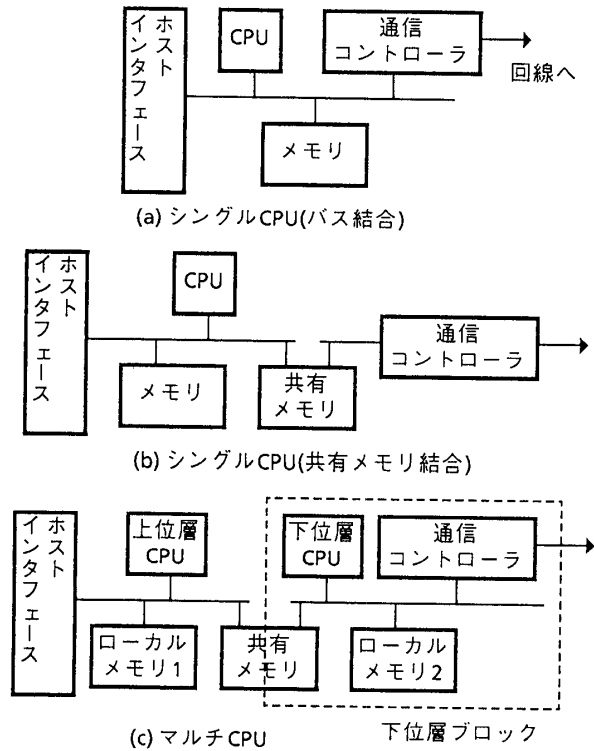 ホスト
インタフェース
CPU
通信
コントローラ
回線へ
メモリ
(a) シングルCPU(バス結合)
ホスト
インタフェース
CPU
通信
コントローラ
メモリ
共有
メモリ
(b) シングルCPU(共有メモリ結合)
ホスト
インタフェース
上位層
CPU
下位層
CPU
通信
コントローラ
ローカル
メモリ1
共有
メモリ
ローカル
メモリ2
(c) マルチCPU
下位層ブロック